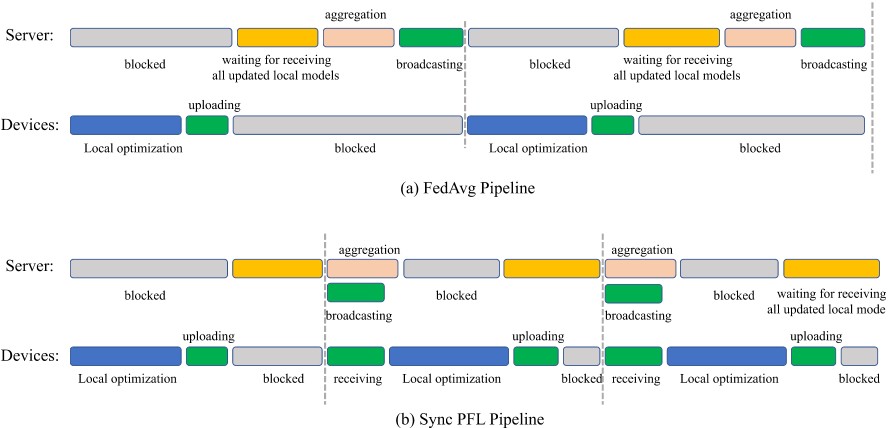 aggregation
aggregation
Server:
blocked
waiting for receiving
all updated local models
broadcasting
blocked
waiting for receiving
all updated local models
broadcasting
uploading
uploading
Devices:
Local optimization
blocked
Local optimization
blocked
(a) FedAvg Pipeline
aggregation
aggregation
Server:
blocked
blocked
blocked
waiting for receiving
all updated local mode
broadcasting
broadcasting
uploading
uploading
uploading
Devices:
Local optimization
blocked
receiving
Local optimization
blocked
receiving
Local optimization
blocked
(b) Sync PFL Pipeline